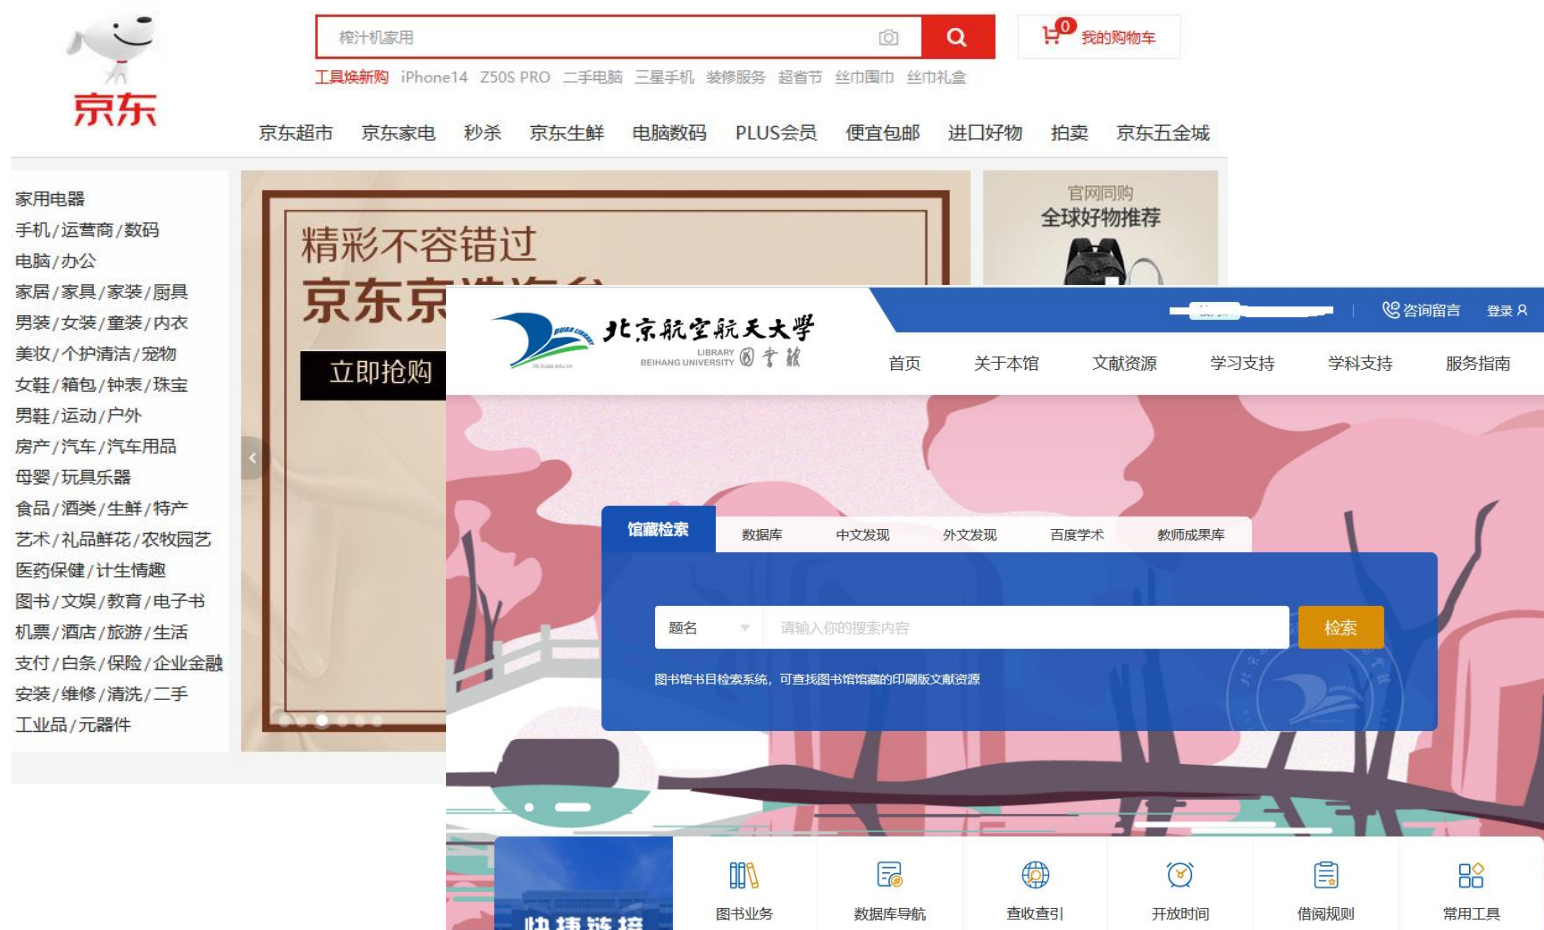 榨汁机家用
0
我的购物车
工具焕新购 iPhone14 Z50S PRO 二手电脑 三星手机 装修服务 超省节 丝巾围巾 丝巾礼盒
京东
京东超市 京东家电 秒杀 京东生鲜 电脑数码 PLUS会员 便宜包邮 进口好物 拍卖 京东五金城
家用电器
手机/运营商/数码
电脑/办公
家居/家具/家装/厨具
男装/女装/童装/内衣
美妆/个护清洁/宠物
女鞋/箱包/钟表/珠宝
男鞋/运动/户外
房产/汽车/汽车用品
母婴/玩具乐器
食品/酒类/生鲜/特产
艺术/礼品鲜花/农牧园艺
医药保健/计生情趣
图书/文娱/教育/电子书
机票/酒店/旅游/生活
支付/白条/保险/企业金融
安装/维修/清洗/二手
工业品/元器件
精彩不容错过
京东京
立即抢购
官网同购
全球好物推荐
咨询留言 登录
BUAA LIBRARY
lib.buaa.edu.cn
北京航空航天大學
LIBRARY
BEIHANG UNIVERSITY
首页 关于本馆 文献资源 学习支持 学科支持 服务指南
馆藏检索 数据库 中文发现 外文发现 百度学术 教师成果库
题名 请输入你的搜索内容 检索
图书馆书目检索系统，可查找图书馆馆藏的印刷版文献资源
快捷链接
图书业务 数据库导航 查收查引 开放时间 借阅规则 常用工具